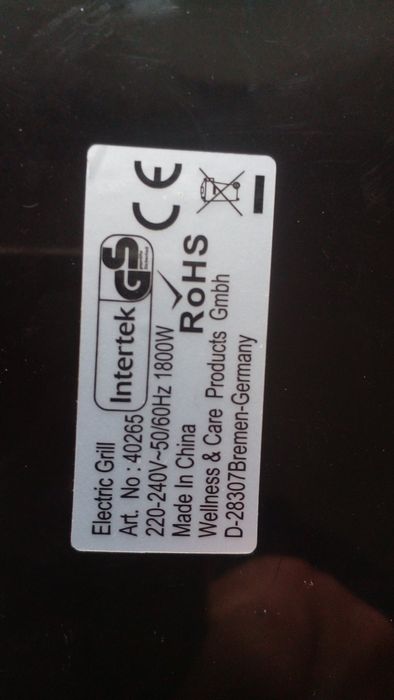 Electric Grill
Art. No : 40265
220-240V~50/60Hz 1800W
Made In China
Wellness & Care Products Gmbh
D-28307Bremen-Germany
Intertek
GS
CE
RoHS